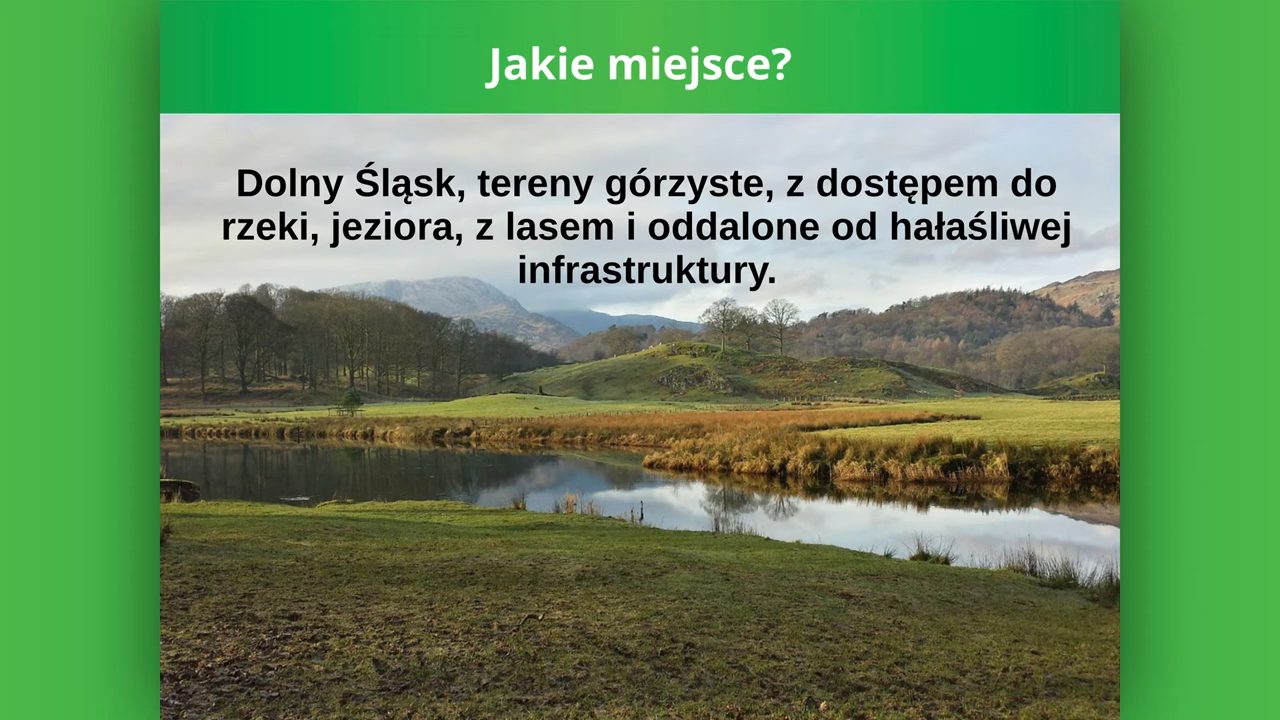 Jakie miejsce?
Dolny Śląsk, tereny górzyste, z dostępem do
rzeki, jeziora, z lasem i oddalone od hałaśliwej
infrastruktury.